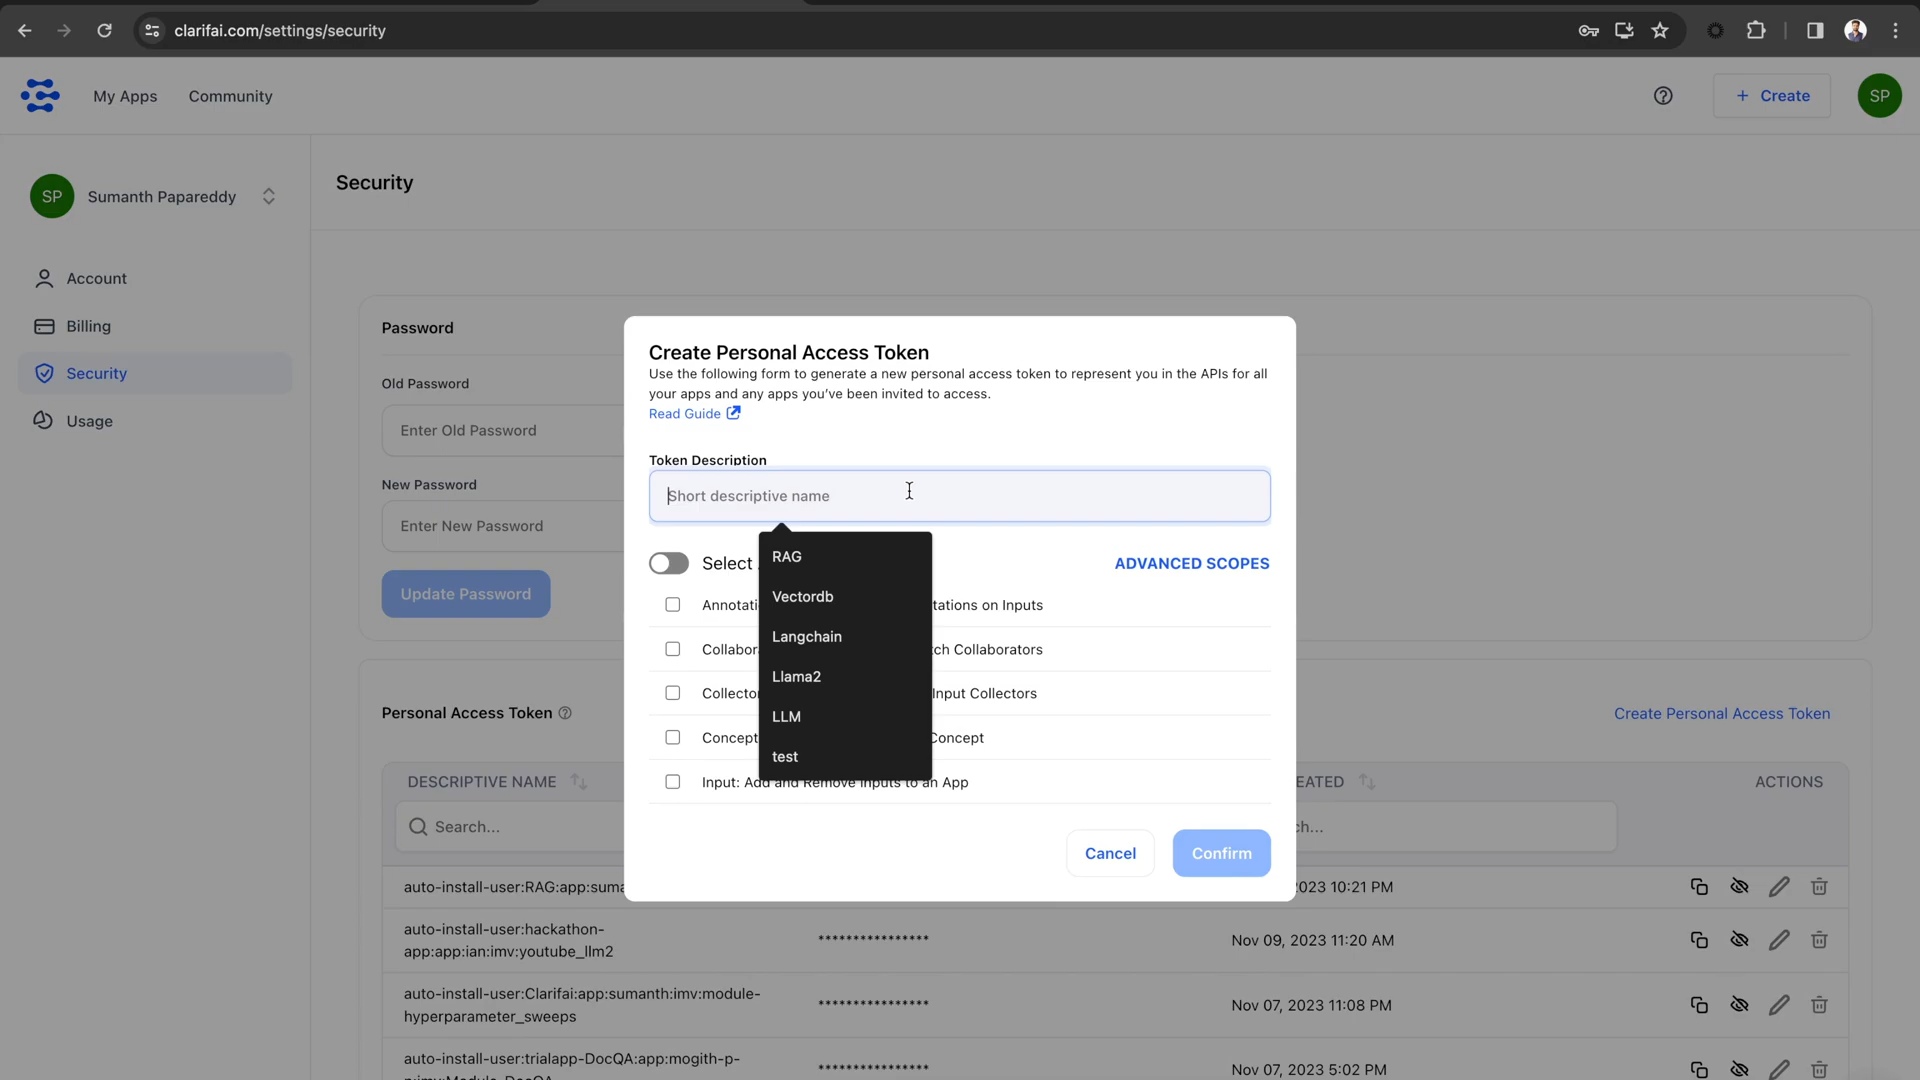 clarifai.com/settings/security
My Apps
Community
+ Create
SP
SP
Sumanth Papareddy
Security
Account
Billing
Security
Usage
Password
Old Password
Enter Old Password
New Password
Enter New Password
Update Password
Create Personal Access Token
Use the following form to generate a new personal access token to represent you in the APIs for all
your apps and any apps you've been invited to access.
Read Guide
Token Description
Short descriptive name
RAG
Vectordb
Langchain
Llama2
LLM
test
Select
ADVANCED SCOPES
Annotati tations on Inputs
Collabor tch Collaborators
Collecto Input Collectors
Concept Concept
Input: Add and Remove Inputs to an App
Cancel
Confirm
Personal Access Token
Create Personal Access Token
DESCRIPTIVE NAME
EATED
ACTIONS
Search...
ch...
auto-install-user:RAG:app:suma
2023 10:21 PM
auto-install-user:hackathon-
app:app:ian:imv:youtube_llm2
****************
Nov 09, 2023 11:20 AM
auto-install-user:Clarifai:app:sumanth:imv:module-
hyperparameter_sweeps
****************
Nov 07, 2023 11:08 PM
auto-install-user:trialapp-DocQA:app:mogith-p-
****************
Nov 07, 2023 5:02 PM